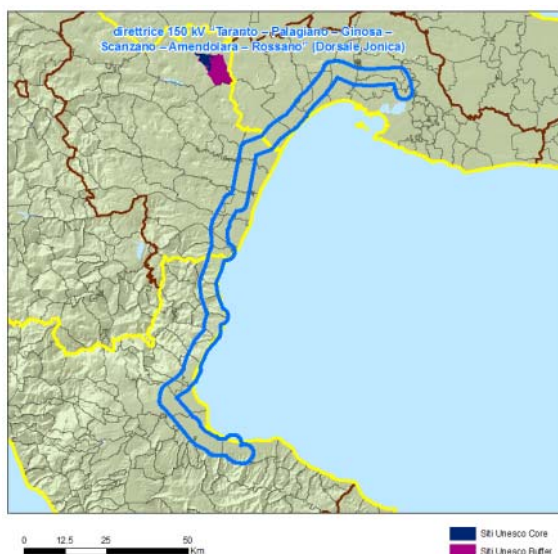 direttrice 150 kV "Taranto – Palagiano – Ginosa –
Scanzano – Amendolara – Rossano" (Dorsale Jonica)
0 12.5 25 50
Km
Siti Unesco Core
Siti Unesco Buffer